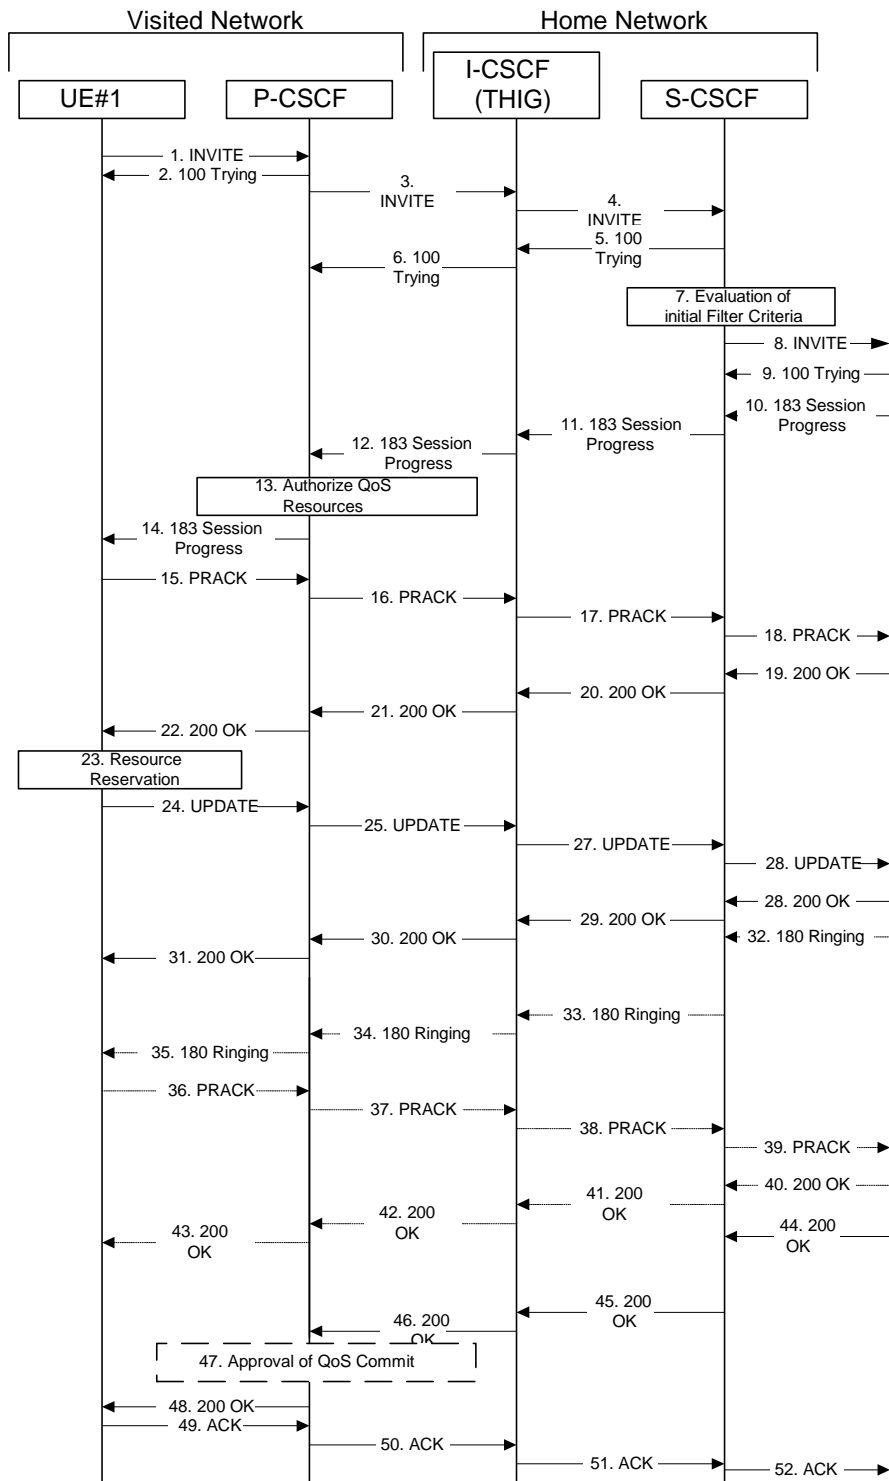 Visited Network
Home Network
UE#1
P-CSCF
I-CSCF
(THIG)
S-CSCF
1. INVITE
2. 100 Trying
3.
INVITE
4.
INVITE
5. 100
Trying
6. 100
Trying
7. Evaluation of
initial Filter Criteria
8. INVITE
9. 100 Trying
10. 183 Session
Progress
11. 183 Session
Progress
12. 183 Session
Progress
13. Authorize QoS
Resources
14. 183 Session
Progress
15. PRACK
16. PRACK
17. PRACK
18. PRACK
19. 200 OK
20. 200 OK
21. 200 OK
22. 200 OK
23. Resource
Reservation
24. UPDATE
25. UPDATE
27. UPDATE
28. UPDATE
28. 200 OK
29. 200 OK
30. 200 OK
32. 180 Ringing
31. 200 OK
33. 180 Ringing
34. 180 Ringing
35. 180 Ringing
36. PRACK
37. PRACK
38. PRACK
39. PRACK
40. 200 OK
41. 200
OK
42. 200
OK
43. 200
OK
44. 200
OK
45. 200
OK
46. 200
OK
47. Approval of QoS Commit
48. 200 OK
49. ACK
50. ACK
51. ACK
52. ACK